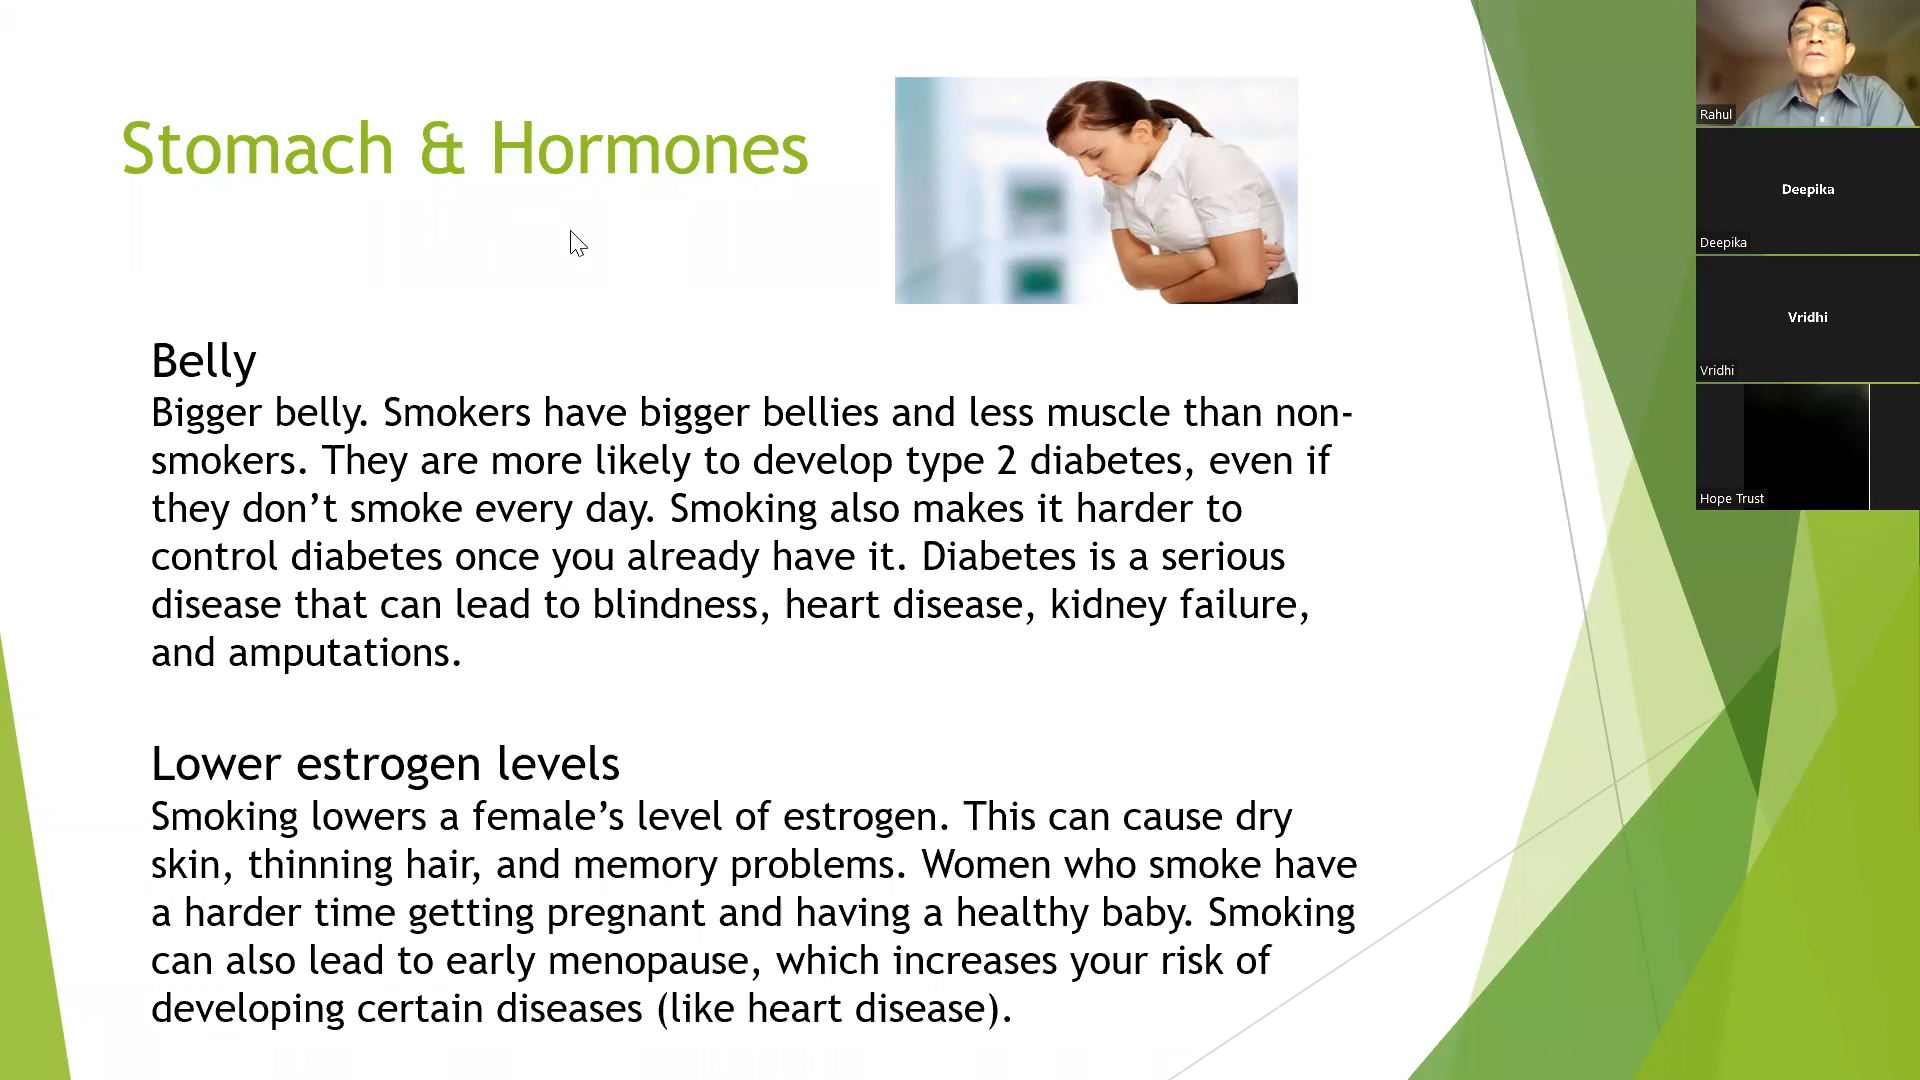 Stomach & Hormones
Belly
Bigger belly. Smokers have bigger bellies and less muscle than non-
smokers. They are more likely to develop type 2 diabetes, even if
they don’t smoke every day. Smoking also makes it harder to
control diabetes once you already have it. Diabetes is a serious
disease that can lead to blindness, heart disease, kidney failure,
and amputations.
Lower estrogen levels
Smoking lowers a female’s level of estrogen. This can cause dry
skin, thinning hair, and memory problems. Women who smoke have
a harder time getting pregnant and having a healthy baby. Smoking
can also lead to early menopause, which increases your risk of
developing certain diseases (like heart disease).
Rahul
Deepika
Deepika
Vridhi
Vridhi
Hope Trust